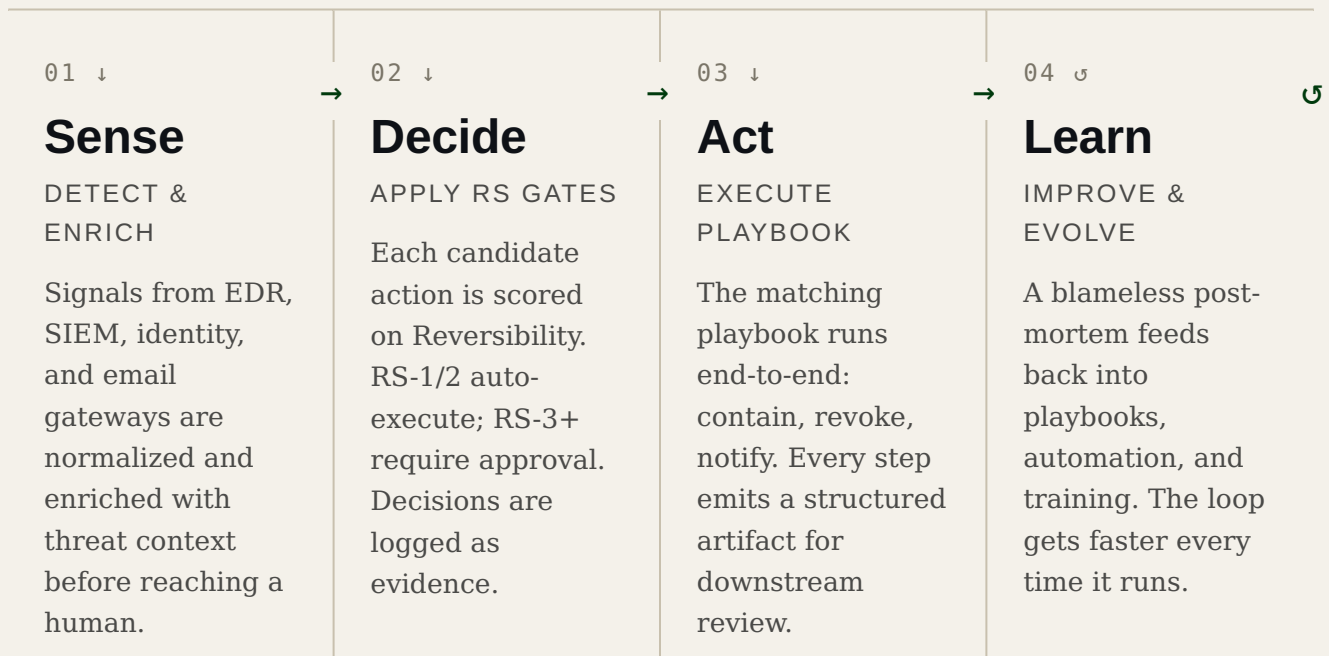 01 ↓
Sense
DETECT &
ENRICH
Signals from EDR,
SIEM, identity,
and email
gateways are
normalized and
enriched with
threat context
before reaching a
human.
→
02 ↓
Decide
APPLY RS GATES
Each candidate
action is scored
on Reversibility.
RS-1/2 auto-
execute; RS-3+
require approval.
Decisions are
logged as
evidence.
→
03 ↓
Act
EXECUTE
PLAYBOOK
The matching
playbook runs
end-to-end:
contain, revoke,
notify. Every step
emits a structured
artifact for
downstream
review.
→
04 ↺
Learn
IMPROVE &
EVOLVE
A blameless post-
mortem feeds
back into
playbooks,
automation, and
training. The loop
gets faster every
time it runs.
↺